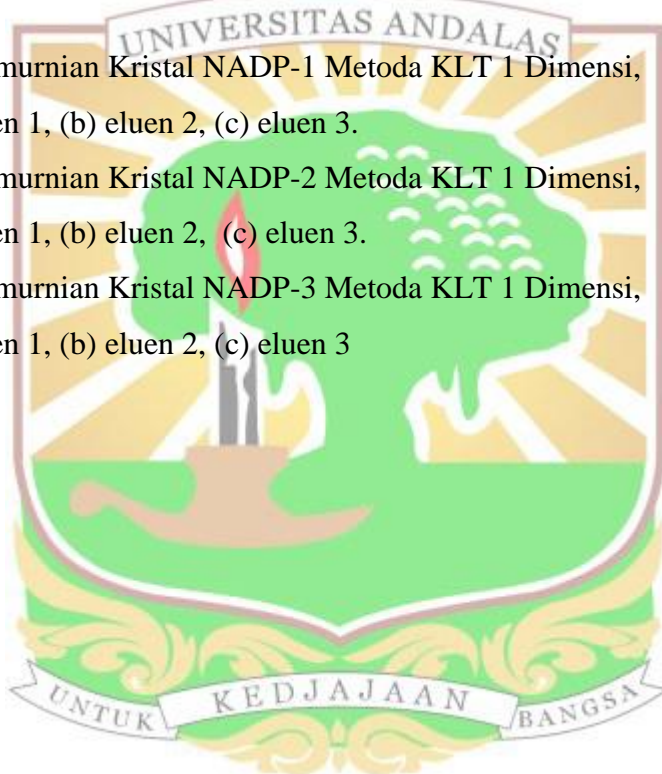 UNIVERSITAS ANDALAS
murnian Kristal NADP-1 Metoda KLT 1 Dimensi,
en 1, (b) eluen 2, (c) eluen 3.
murnian Kristal NADP-2 Metoda KLT 1 Dimensi,
en 1, (b) eluen 2, (c) eluen 3.
murnian Kristal NADP-3 Metoda KLT 1 Dimensi,
en 1, (b) eluen 2, (c) eluen 3
UNTUK KEDJAJAAN BANGSA